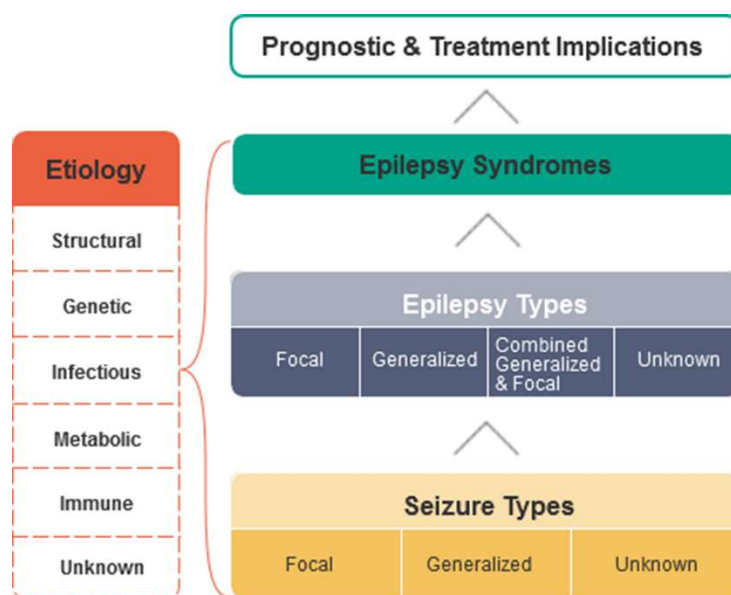 Prognostic & Treatment Implications
Etiology
Structural
Genetic
Infectious
Metabolic
Immune
Unknown
Epilepsy Syndromes
Epilepsy Types
Focal
Generalized
Combined
Generalized
& Focal
Unknown
Seizure Types
Focal
Generalized
Unknown